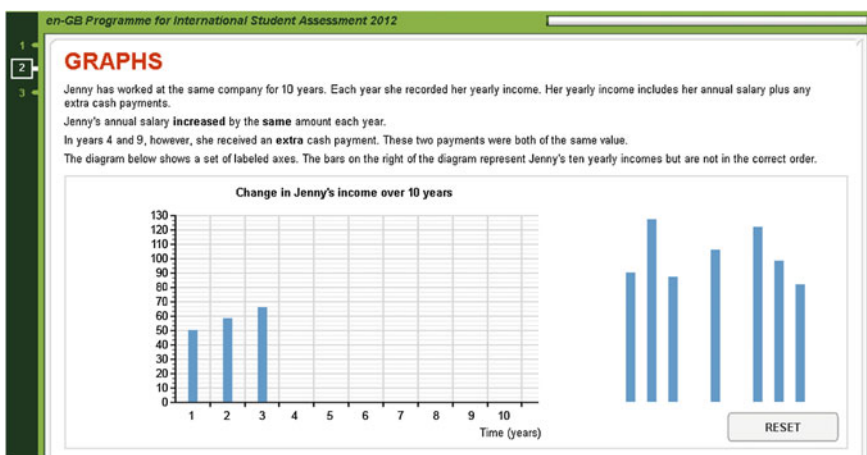 en-GB Programme for International Student Assessment 2012
1
2
3
GRAPHS
Jenny has worked at the same company for 10 years. Each year she recorded her yearly income. Her yearly income includes her annual salary plus any
extra cash payments.
Jenny's annual salary increased by the same amount each year.
In years 4 and 9, however, she received an extra cash payment. These two payments were both of the same value.
The diagram below shows a set of labeled axes. The bars on the right of the diagram represent Jenny's ten yearly incomes but are not in the correct order.
Change in Jenny's income over 10 years
130
120
110
100
90
80
70
60
50
40
30
20
10
0
1 2 3 4 5 6 7 8 9 10
Time (years)
RESET